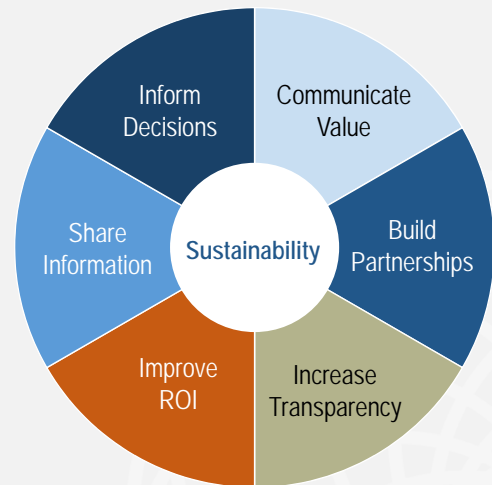 Inform
Decisions
Communicate
Value
Share
Information
Sustainability
Build
Partnerships
Improve
ROI
Increase
Transparency